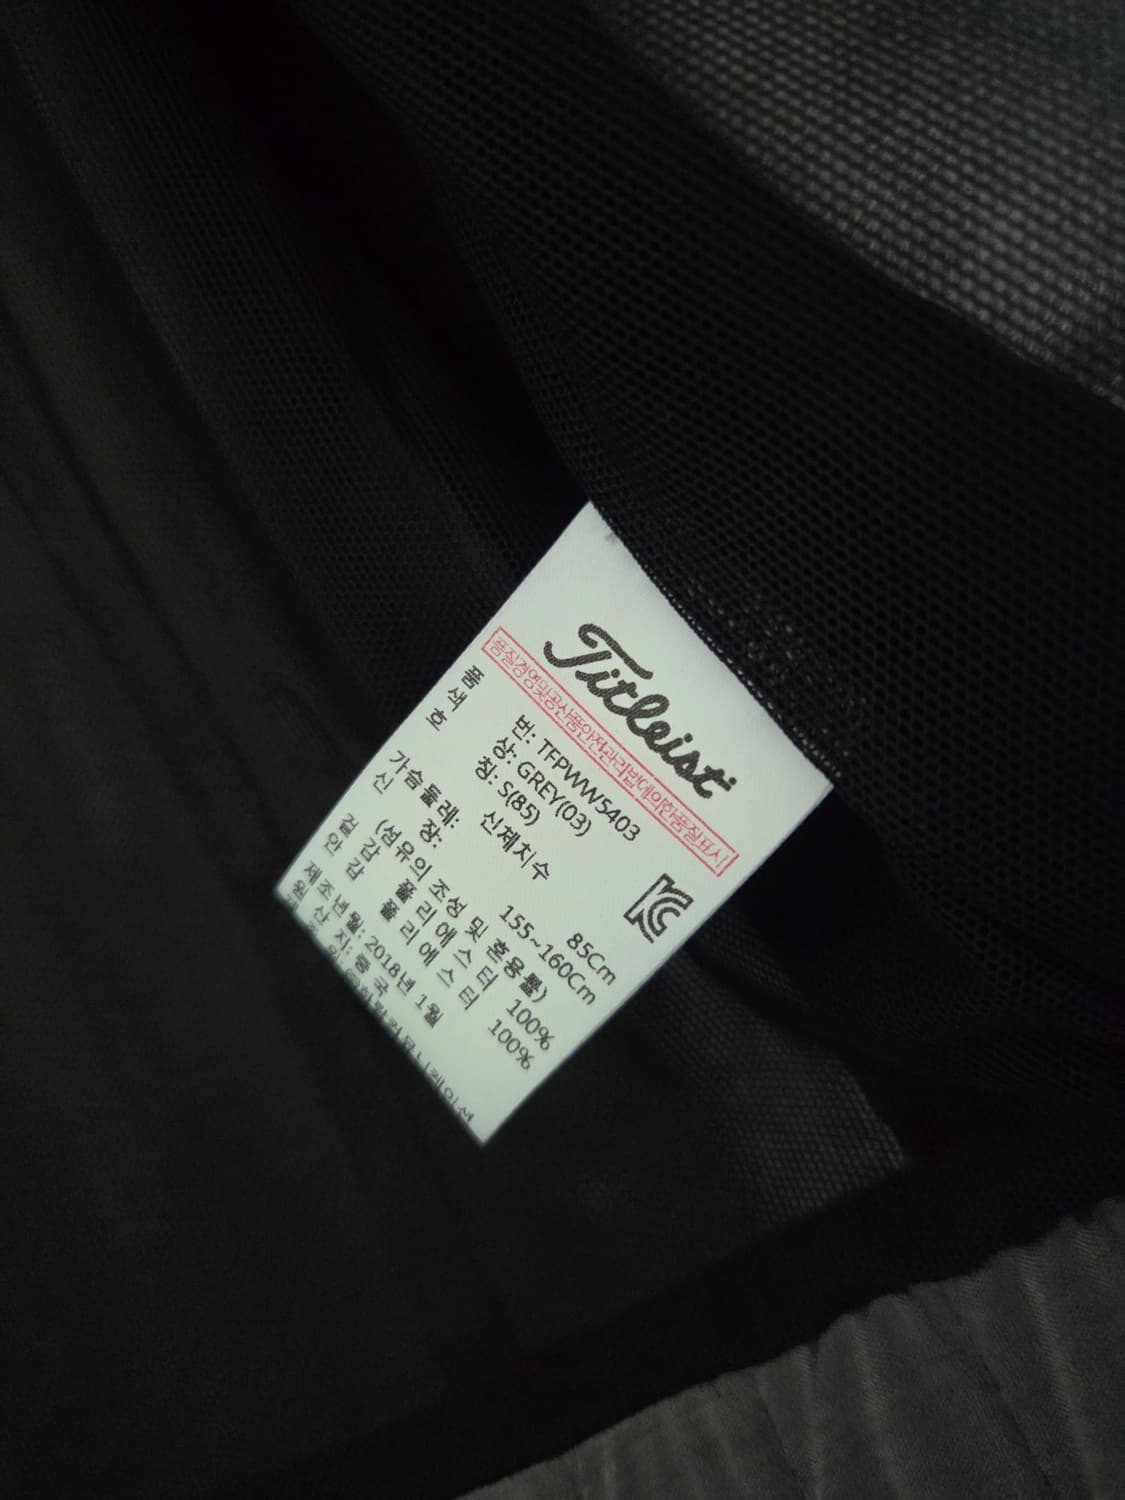 Titleist
품질경영및공산품안전관리법에의한품질표시
품 번: TFPWW5403
색 상: GREY(03)
호 칭: S(85)
신체치수
가슴둘레: 85Cm
신 장: 155~160Cm
(섬유의 조성 및 혼용률)
겉 감 폴리에스터 100%
안 감 폴리에스터 100%
제조년월: 2018년 1월
원 산 지: 중 국